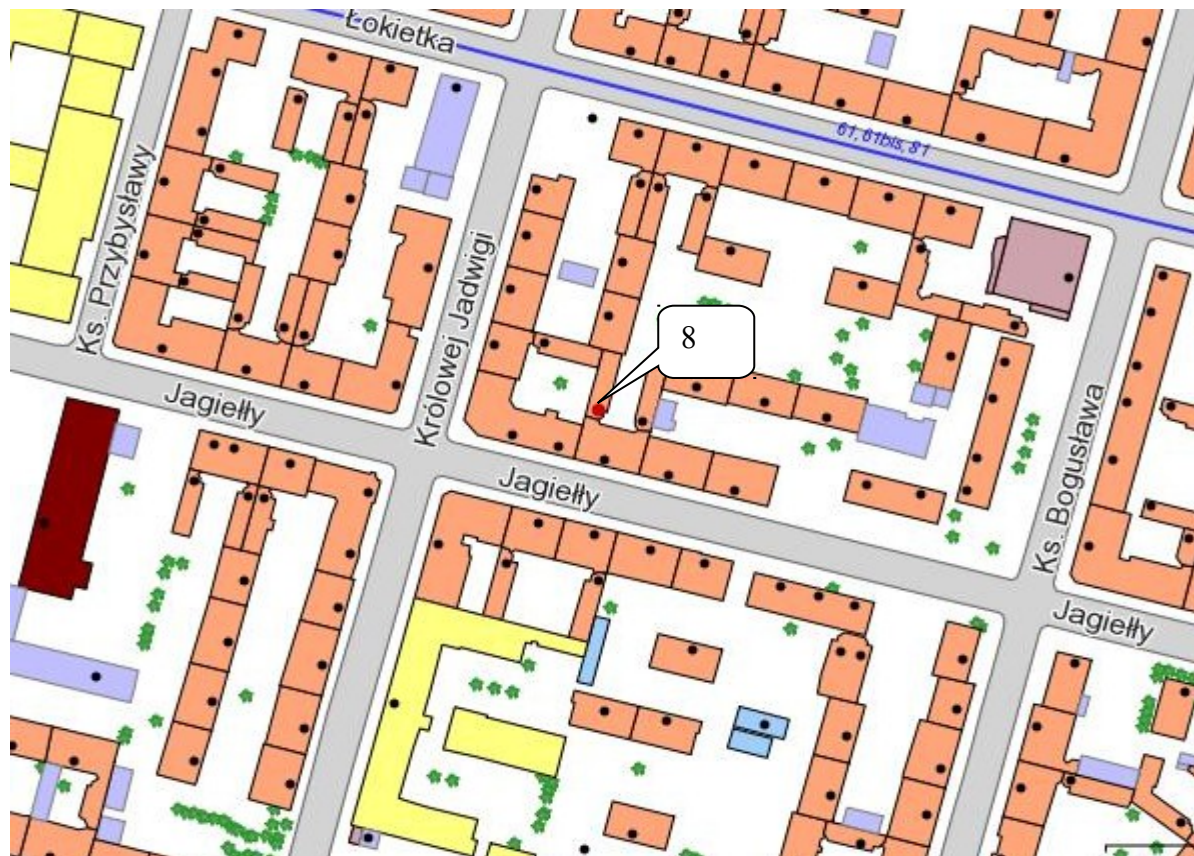 Łokietka
61, 61bis, 81
Ks. Przybysławy
Królowej Jadwigi
8
Jagiełły
Jagiełły
Ks. Bogusława
Jagiełły